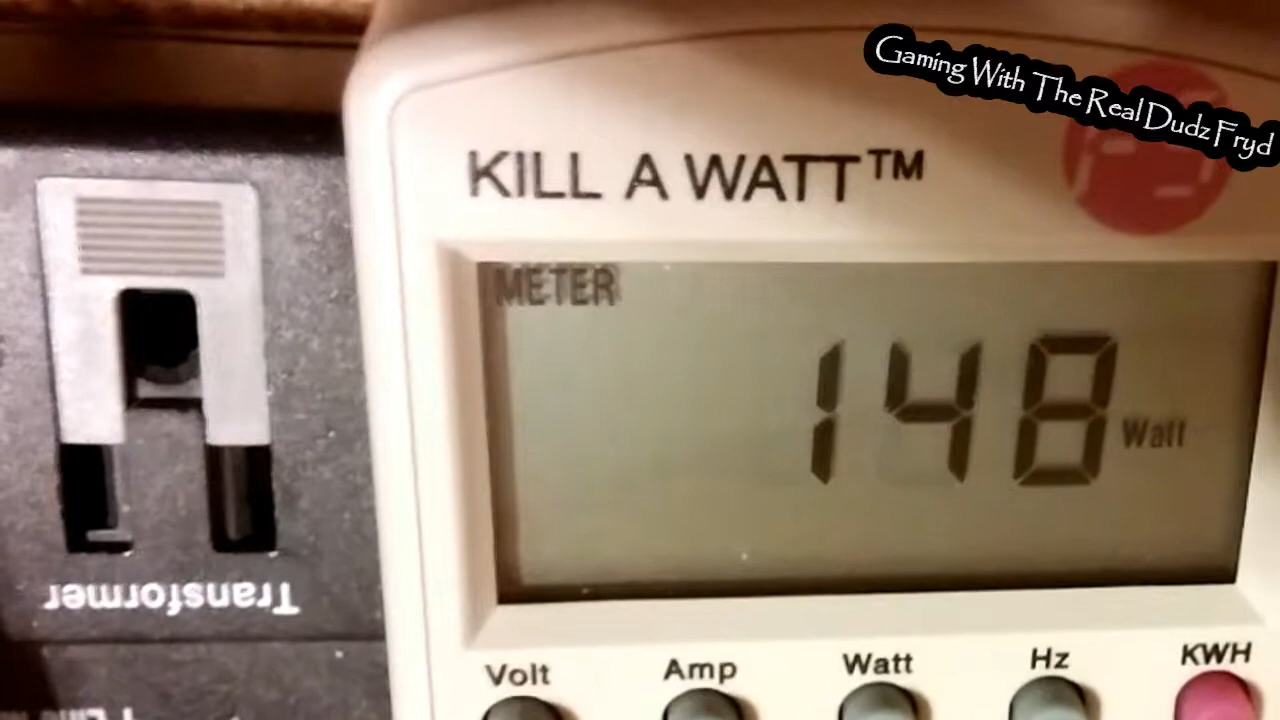 Gaming With The Real Dudz Fryd
KILL A WATT™
METER
148 Watt
Transformer
Volt Amp Watt Hz KWH